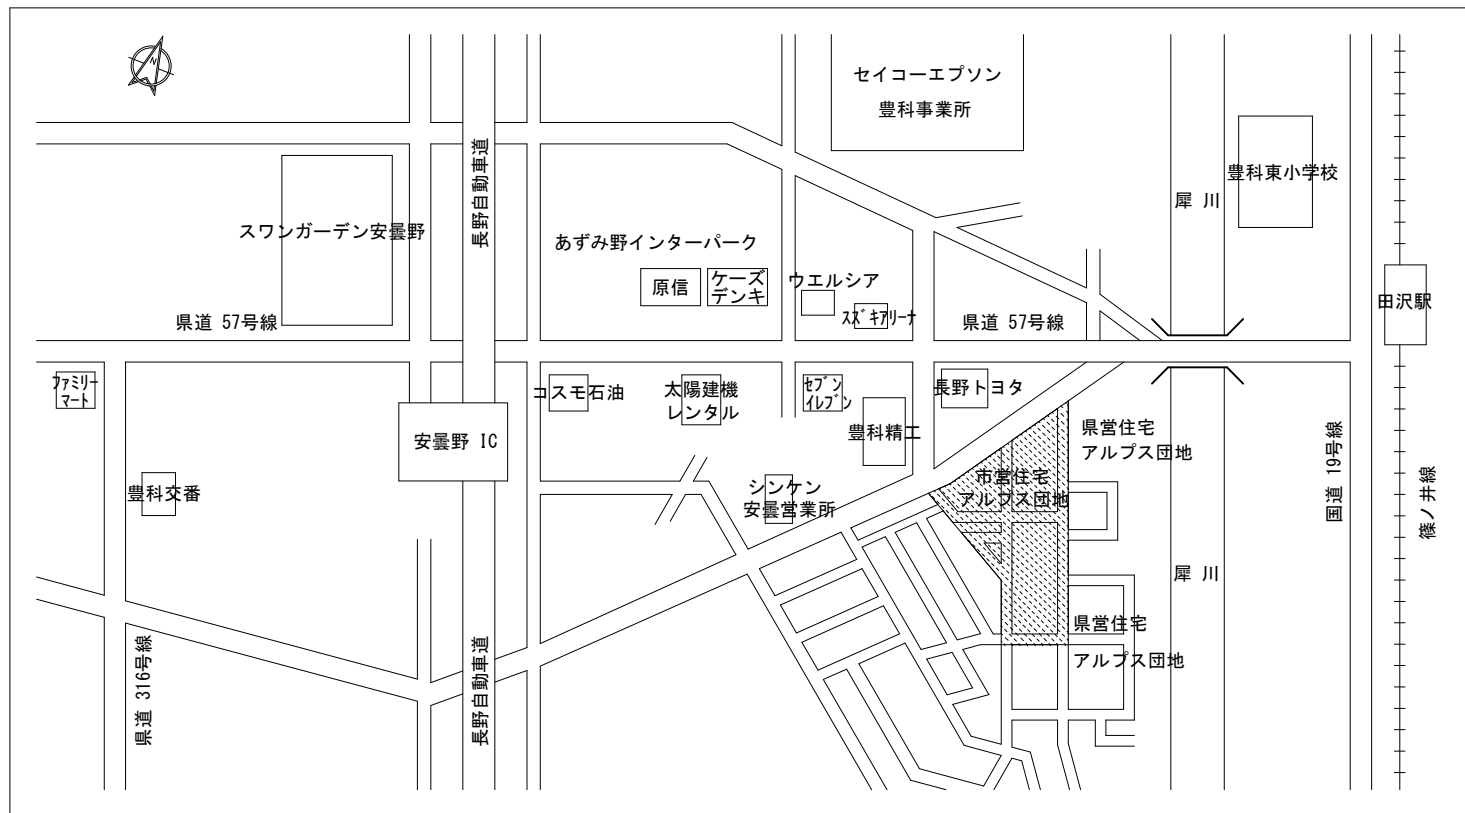 N
セイコーエプソン
豊科事業所
長野自動車道
豊科東小学校
犀 川
スワンガーデン安曇野
あずみ野インターパーク
原信
ケーズ
デンキ
ウエルシア
スズキアリーナ
田沢駅
県道 57号線
県道 57号線
ファミリー
マート
コスモ石油
太陽建機
レンタル
セブン
イレブン
長野トヨタ
豊科精工
安曇野 IC
県営住宅
アルプス団地
国道 19号線
篠ノ井線
豊科交番
シンケン
安曇営業所
市営住宅
アルプス団地
犀 川
県営住宅
アルプス団地
県道 316号線
長野自動車道